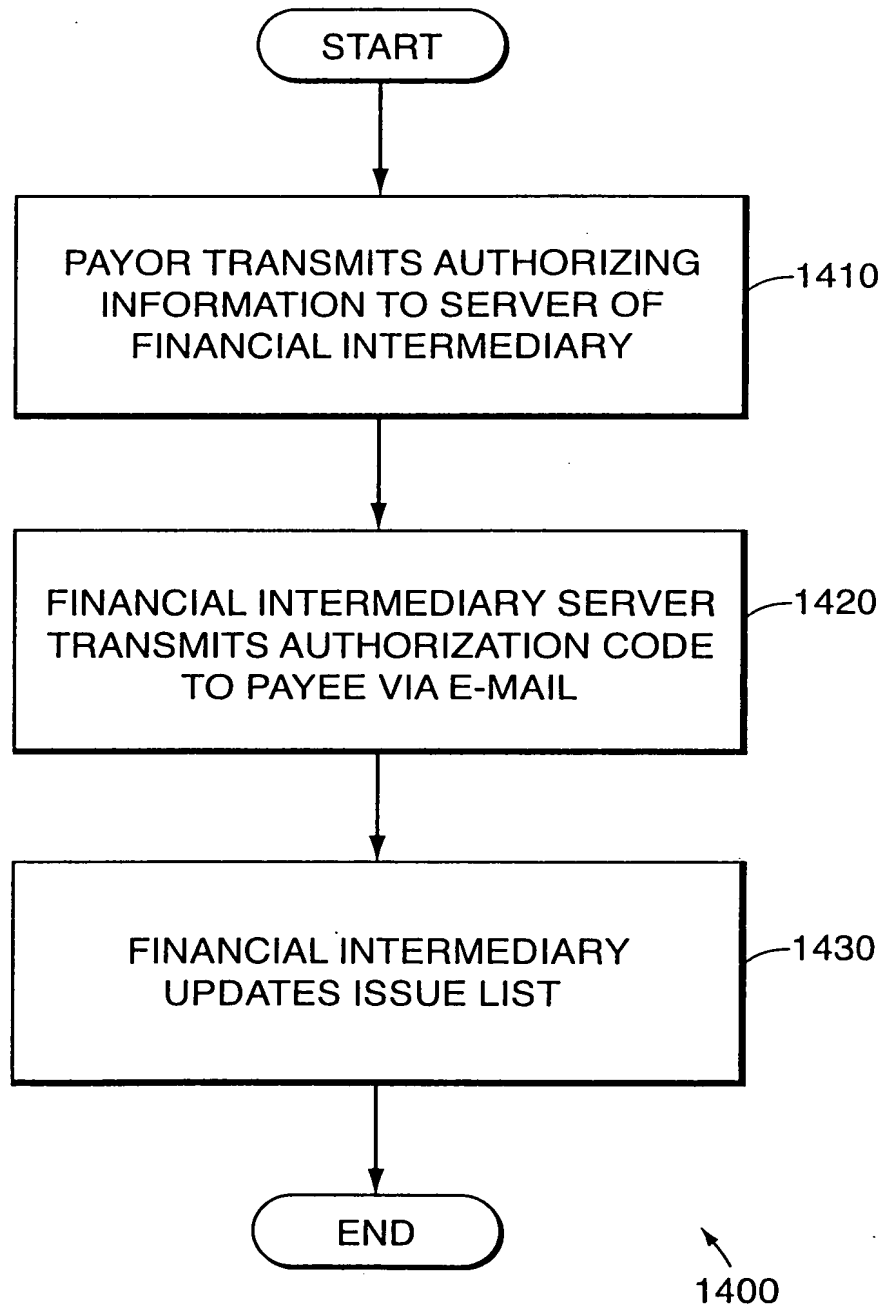 START
PAYOR TRANSMITS AUTHORIZING
INFORMATION TO SERVER OF
FINANCIAL INTERMEDIARY
1410
FINANCIAL INTERMEDIARY SERVER
TRANSMITS AUTHORIZATION CODE
TO PAYEE VIA E-MAIL
1420
FINANCIAL INTERMEDIARY
UPDATES ISSUE LIST
1430
END
1400